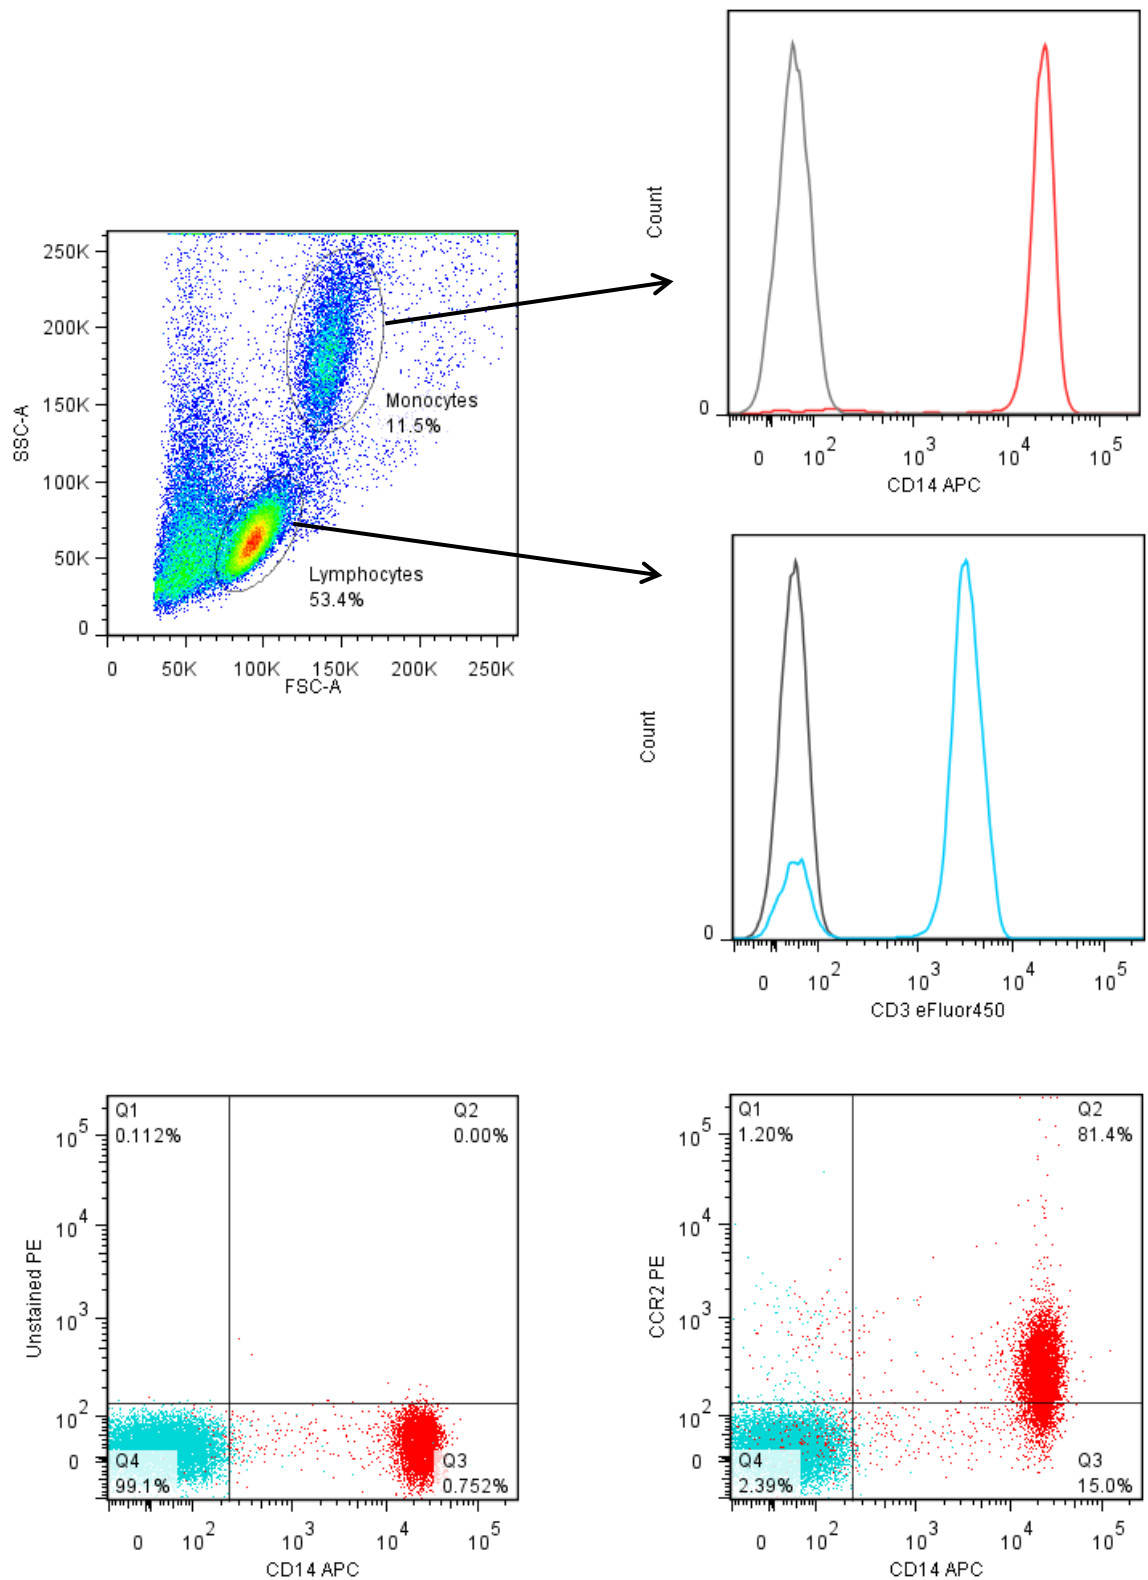 Count
0
0
10^2
10^3
10^4
10^5
CD14 APC
SSC-A
250K
200K
150K
100K
50K
0
Monocytes
11.5%
Lymphocytes
53.4%
0
50K
100K
150K
200K
250K
FSC-A
Count
0
0
10^2
10^3
10^4
10^5
CD3 eFluor450
Unstained PE
10^5
10^4
10^3
10^2
0
Q1
0.112%
Q2
0.00%
Q4
99.1%
Q3
0.752%
0
10^2
10^3
10^4
10^5
CD14 APC
CCR2 PE
10^5
10^4
10^3
10^2
0
Q1
1.20%
Q2
81.4%
Q4
2.39%
Q3
15.0%
0
10^2
10^3
10^4
10^5
CD14 APC